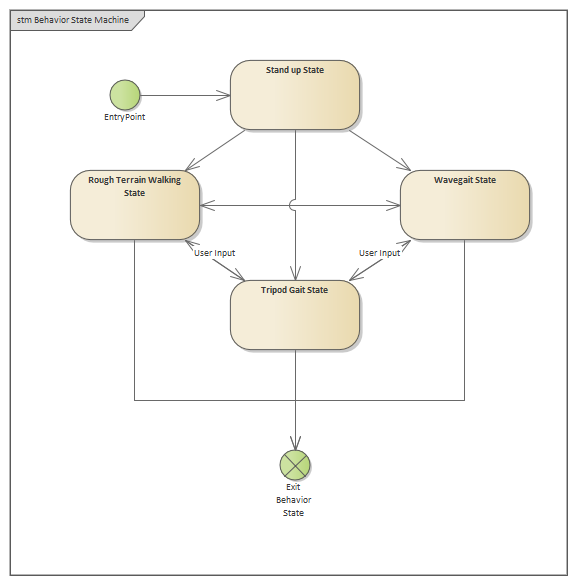 stm Behavior State Machine
Stand up State
EntryPoint
Rough Terrain Walking
State
Wavegait State
User Input
User Input
Tripod Gait State
Exit
Behavior
State